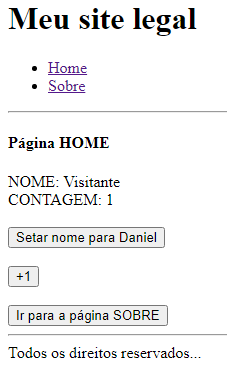 Meu site legal
Home
Sobre
Página HOME
NOME: Visitante
CONTAGEM: 1
Setar nome para Daniel
+1
Ir para a página SOBRE
Todos os direitos reservados...